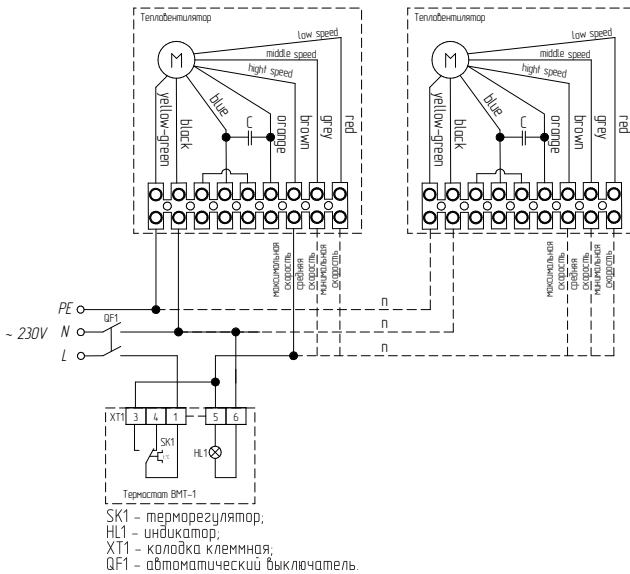 Тепловентилятор
Тепловентилятор
low speed
middle speed
hight speed
low speed
middle speed
hight speed
M
M
yellow-green
black
blue
C
orange
brown
grey
red
yellow-green
black
blue
C
orange
brown
grey
red
максимальная
скорость
средняя
скорость
минимальная
скорость
максимальная
скорость
средняя
скорость
минимальная
скорость
PE
n
~ 230V
N
QF1
n
L
n
XT1
3
4
1
5
6
SK1
t°C
HL1
Термостат ВМТ-1
SK1 - терморегулятор;
HL1 - индикатор;
XT1 - колодка клеммная;
QF1 - автоматический выключатель.